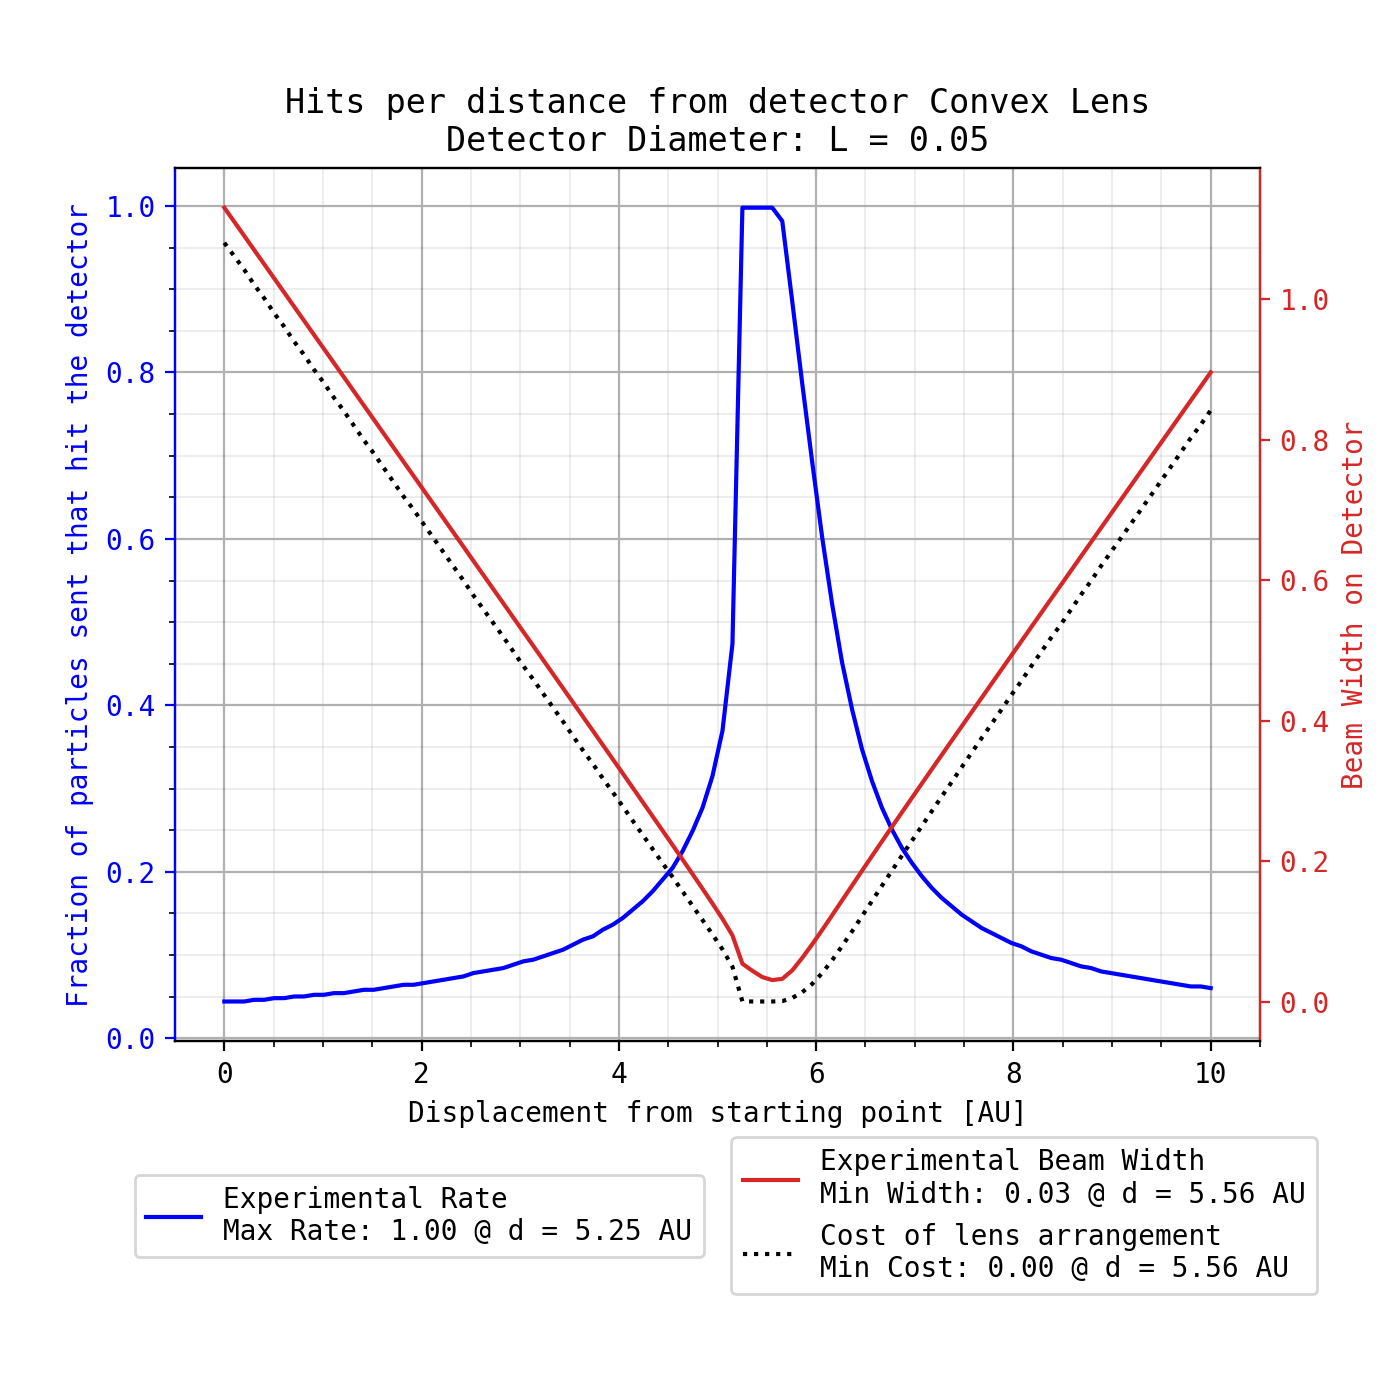 Hits per distance from detector Convex Lens
Detector Diameter: L = 0.05
Fraction of particles sent that hit the detector
1.0
0.8
0.6
0.4
0.2
0.0
1.0
0.8
0.6
0.4
0.2
0.0
Beam Width on Detector
0 2 4 6 8 10
Displacement from starting point [AU]
Experimental Rate
Max Rate: 1.00 @ d = 5.25 AU
Experimental Beam Width
Min Width: 0.03 @ d = 5.56 AU
Cost of lens arrangement
Min Cost: 0.00 @ d = 5.56 AU